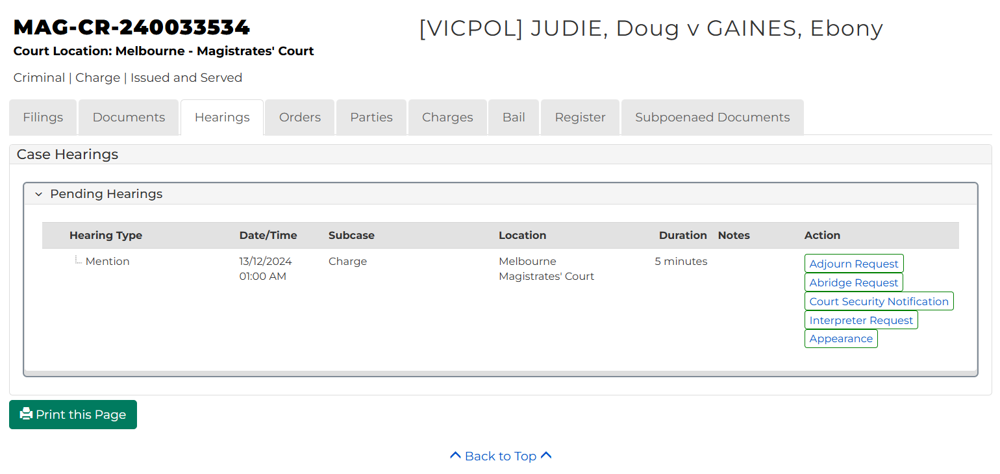 MAG-CR-240033534
[VICPOL] JUDIE, Doug v GAINES, Ebony
Court Location: Melbourne - Magistrates' Court
Criminal | Charge | Issued and Served
Filings Documents Hearings Orders Parties Charges Bail Register Subpoenaed Documents
Case Hearings
Pending Hearings
Hearing Type Date/Time Subcase Location Duration Notes Action
Mention 13/12/2024 Charge Melbourne 5 minutes Adjourn Request
01:00 AM Magistrates' Court
Abridge Request
Court Security Notification
Interpreter Request
Appearance
Print this Page
Back to Top